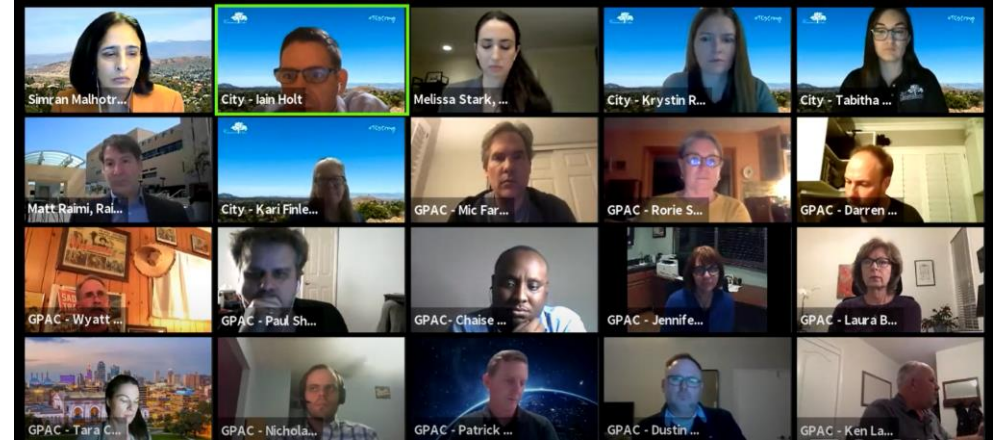 Simran Malhotr...
City - Iain Holt
Melissa Stark, ...
City - Krystin R...
City - Tabitha ...
Matt Raimi, Rai...
City - Kari Finle...
GPAC - Mic Far...
GPAC - Rorie S...
GPAC - Darren ...
GPAC - Wyatt ...
GPAC - Paul Sh...
GPAC- Chaise ...
GPAC - Jennife...
GPAC - Laura B...
GPAC - Tara C...
GPAC - Nichola...
GPAC - Patrick ...
GPAC - Dustin ...
GPAC - Ken La...